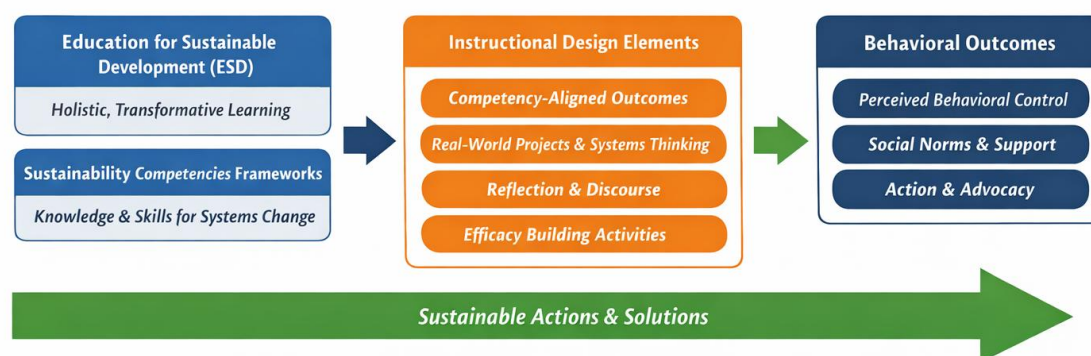 Education for Sustainable
Development (ESD)
Holistic, Transformative Learning
Sustainability Competencies Frameworks
Knowledge & Skills for Systems Change
Instructional Design Elements
Competency-Aligned Outcomes
Real-World Projects & Systems Thinking
Reflection & Discourse
Efficacy Building Activities
Behavioral Outcomes
Perceived Behavioral Control
Social Norms & Support
Action & Advocacy
Sustainable Actions & Solutions